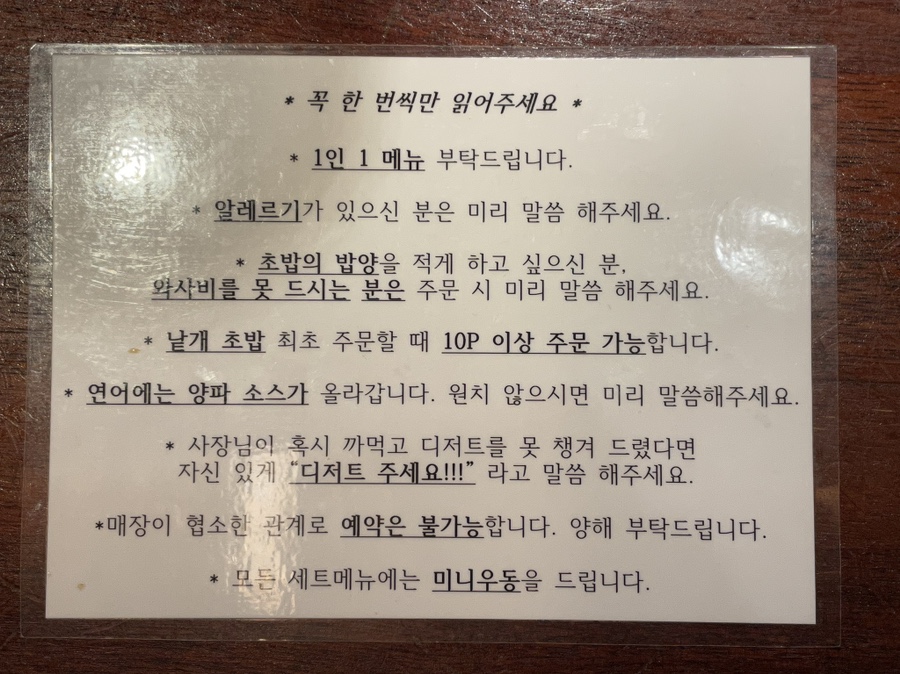 * 꼭 한 번씩만 읽어주세요 *
* 1인 1 메뉴 부탁드립니다.
* 알레르기가 있으신 분은 미리 말씀 해주세요.
* 초밥의 밥양을 적게 하고 싶으신 분,
와사비를 못 드시는 분은 주문 시 미리 말씀 해주세요.
* 낱개 초밥 최초 주문할 때 10P 이상 주문 가능합니다.
* 연어에는 양파 소스가 올라갑니다. 원치 않으시면 미리 말씀해주세요.
* 사장님이 혹시 까먹고 디저트를 못 챙겨 드렸다면
자신 있게 “디저트 주세요!!!” 라고 말씀 해주세요.
*매장이 협소한 관계로 예약은 불가능합니다. 양해 부탁드립니다.
* 모든 세트메뉴에는 미니우동을 드립니다.